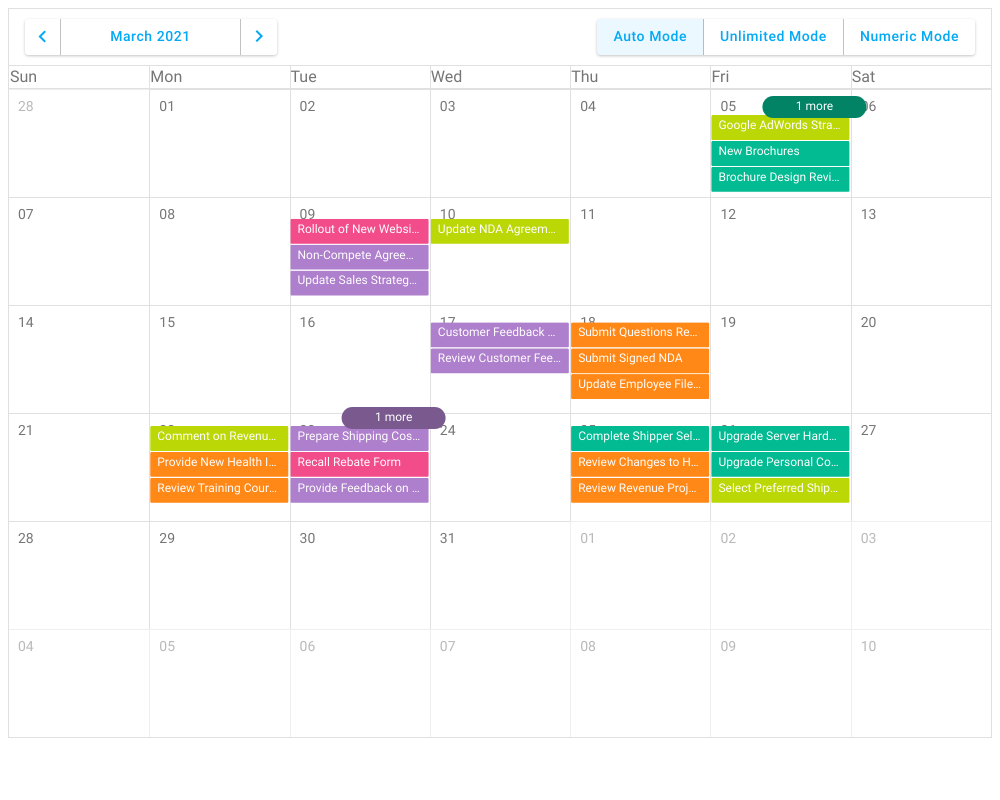 March 2021
Auto Mode Unlimited Mode Numeric Mode
Sun Mon Tue Wed Thu Fri Sat
28 01 02 03 04 05 1 more 06
Google AdWords Stra...
New Brochures
Brochure Design Revi...
07 08 09 10 11 12 13
Rollout of New Websi... Update NDA Agreem...
Non-Compete Agree...
Update Sales Strateg...
14 15 16 17 18 19 20
Customer Feedback ... Submit Questions Re...
Review Customer Fee... Submit Signed NDA
Update Employee File...
1 more
21 24 27
Comment on Revenu... Prepare Shipping Cos... Complete Shipper Sel... Upgrade Server Hard...
Provide New Health I... Recall Rebate Form Review Changes to H... Upgrade Personal Co...
Review Training Cour... Provide Feedback on ... Review Revenue Proj... Select Preferred Ship...
28 29 30 31 01 02 03
04 05 06 07 08 09 10